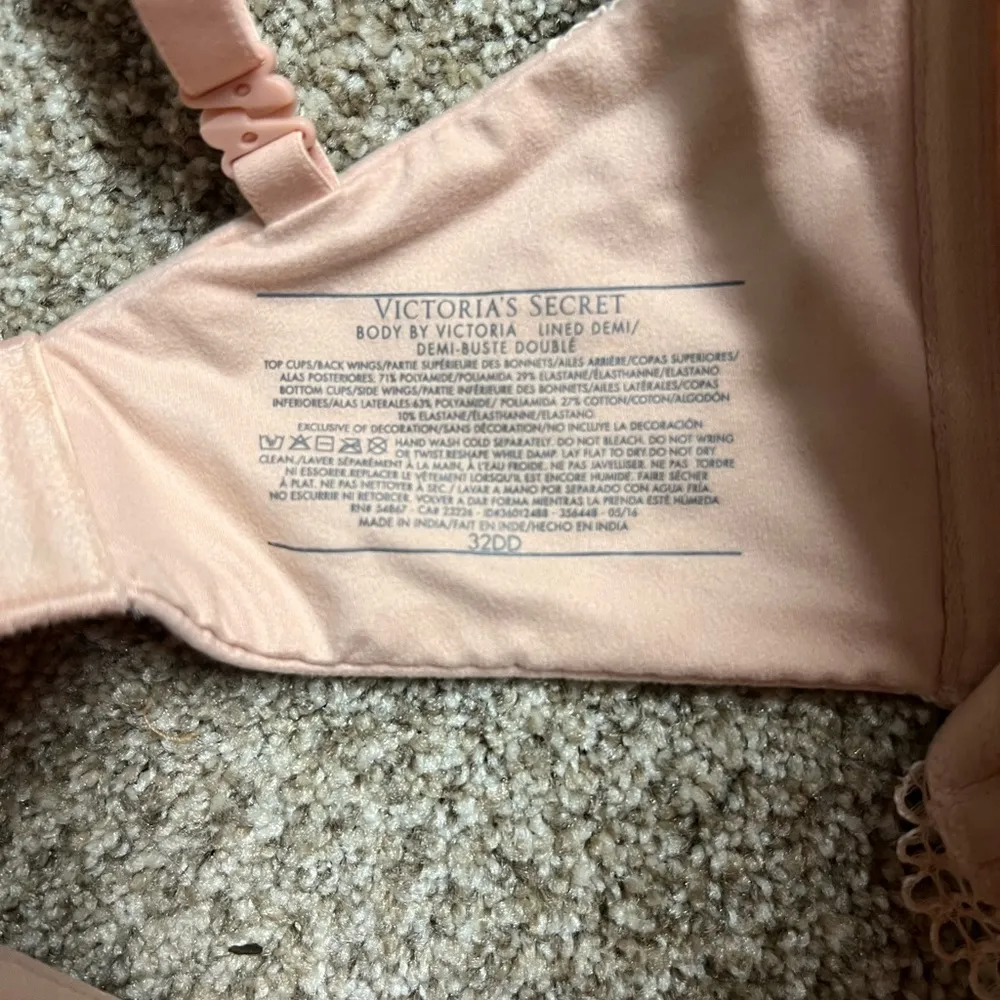 VICTORIA'S SECRET
BODY BY VICTORIA LINED DEMI/
DEMI-BUSTE DOUBLÉ
TOP CUPS/BACK WINGS/PARTIE SUPÉRIEURE DES BONNETS/AILES ARRIÈRE/COPAS SUPERIORES/
ALAS POSTERIORES: 71% POLYAMIDE/POLIAMIDA 29% ELASTANE/ÉLASTHANNE/ELASTANO
BOTTOM CUPS/SIDE WINGS/PARTIE INFÉRIEURE DES BONNETS/AILES LATÉRALES/COPAS
INFERIORES/ALAS LATERALES:63% POLYAMIDE/ POLIAMIDA 27% COTTON/COTON/ALGODÓN
10% ELASTANE/ÉLASTHANNE/ELASTANO
EXCLUSIVE OF DECORATION/SANS DÉCORATION/NO INCLUYE LA DECORACIÓN
HAND WASH COLD SEPARATELY. DO NOT BLEACH. DO NOT WRING
OR TWIST.RESHAPE WHILE DAMP. LAY FLAT TO DRY.DO NOT DRY
CLEAN./LAVER SÉPARÉMENT À LA MAIN, À L'EAU FROIDE. NE PAS JAVELLISER. NE PAS TORDRE
NI ESSORER.REPLACER LE VÊTEMENT LORSQU'IL EST ENCORE HUMIDE. FAIRE SÉCHER
À PLAT. NE PAS NETTOYER À SEC./ LAVAR A MANO POR SEPARADO CON AGUA FRÍA.
NO ESCURRIR NI RETORCER. VOLVER A DAR FORMA MIENTRAS LA PRENDA ESTÉ HÚMEDA
RN# 54867 · CA# 23226 · ID#36012488 · 356448 · 05/16
MADE IN INDIA/FAIT EN INDE/HECHO EN INDIA
32DD